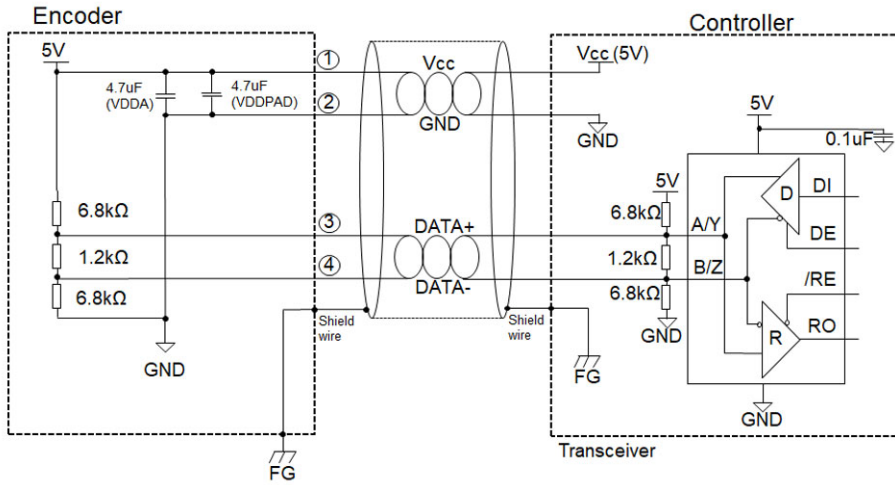 Encoder
Controller
5V
4.7uF
(VDDA)
4.7uF
(VDDPAD)
①
②
Vcc
GND
Vcc (5V)
GND
5V
0.1uF
6.8kΩ
1.2kΩ
6.8kΩ
GND
③
④
DATA+
DATA-
5V
6.8kΩ
1.2kΩ
6.8kΩ
GND
A/Y
B/Z
D
DI
DE
/RE
R
RO
GND
Shield
wire
Shield
wire
FG
FG
Transceiver